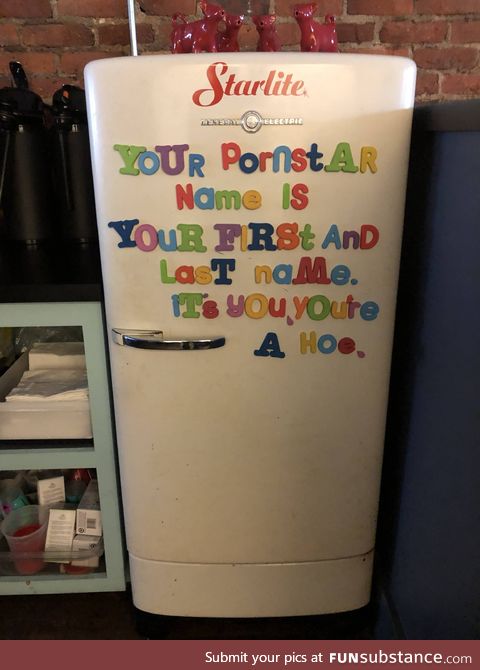 Starlite
GENERAL ELECTRIC
YoUR PornstAR
Name IS
YOUR FIRSt AnD
LasT naMe.
iT's yOu,yOu're
A Hoe.
Submit your pics at FUNsubstance.com